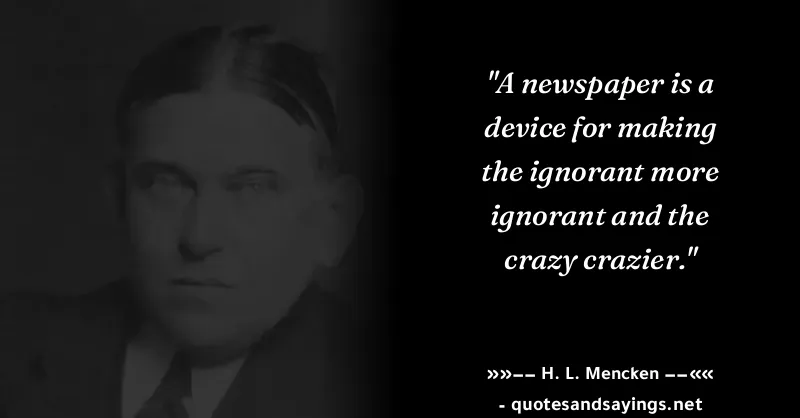 "A newspaper is a
device for making
the ignorant more
ignorant and the
crazy crazier."
»»–– H. L. Mencken ––««
- quotesandsayings.net